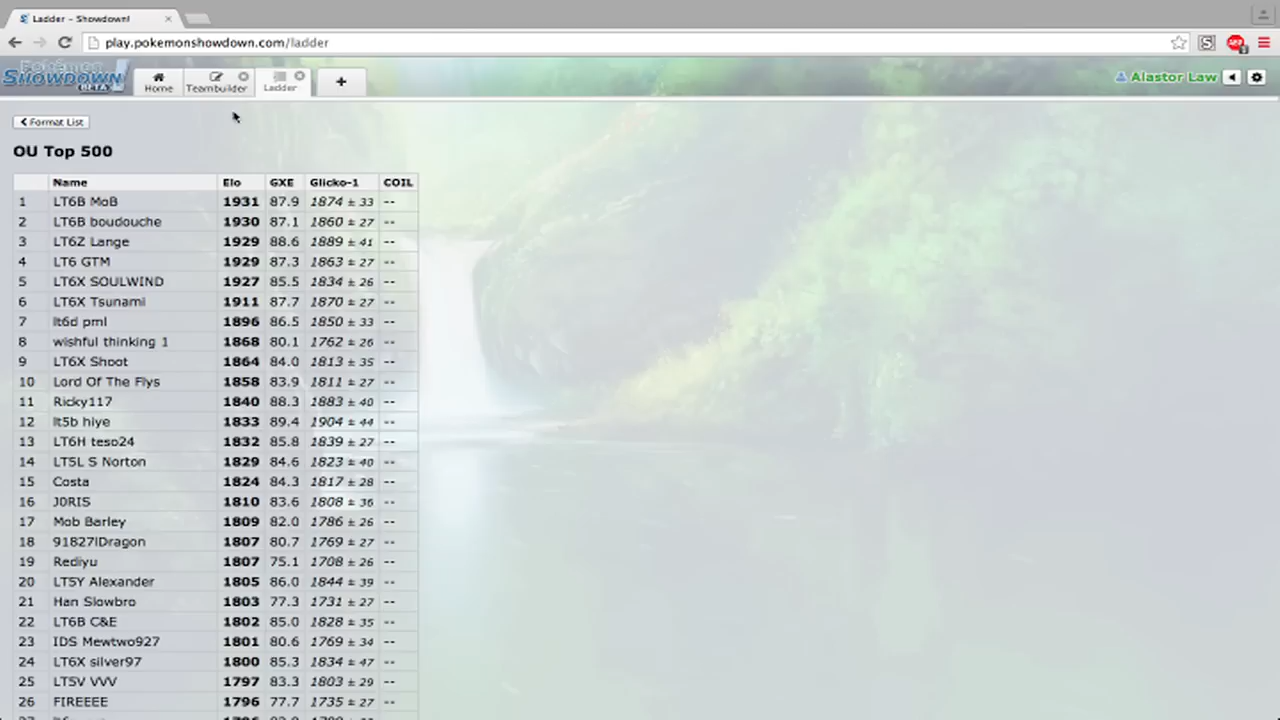 Ladder - Showdown!
play.pokemonshowdown.com/ladder
Pokémon
SHOWDOWN!
BETA
Home
Teambuilder
Ladder
Alastor Law
Format List
OU Top 500
Name Elo GXE Glicko-1 COIL
1 LT6B MoB 1931 87.9 1874 ± 33 --
2 LT6B boudouche 1930 87.1 1860 ± 27 --
3 LT6Z Lange 1929 88.6 1889 ± 41 --
4 LT6 GTM 1929 87.3 1863 ± 27 --
5 LT6X SOULWIND 1927 85.5 1834 ± 26 --
6 LT6X Tsunami 1911 87.7 1870 ± 27 --
7 lt6d pml 1896 86.5 1850 ± 33 --
8 wishful thinking 1 1868 80.1 1762 ± 26 --
9 LT6X Shoot 1864 84.0 1813 ± 35 --
10 Lord Of The Flys 1858 83.9 1811 ± 27 --
11 Ricky117 1840 88.3 1883 ± 40 --
12 lt5b hiye 1833 89.4 1904 ± 44 --
13 LT6H teso24 1832 85.8 1839 ± 27 --
14 LT5L S Norton 1829 84.6 1823 ± 40 --
15 Costa 1824 84.3 1817 ± 28 --
16 J0RIS 1810 83.6 1808 ± 36 --
17 Mob Barley 1809 82.0 1786 ± 26 --
18 91827lDragon 1807 80.7 1769 ± 27 --
19 Rediyu 1807 75.1 1708 ± 26 --
20 LT5Y Alexander 1805 86.0 1844 ± 39 --
21 Han Slowbro 1803 77.3 1731 ± 27 --
22 LT6B C&E 1802 85.0 1828 ± 35 --
23 IDS Mewtwo927 1801 80.6 1769 ± 34 --
24 LT6X silver97 1800 85.3 1834 ± 47 --
25 LT5V VVV 1797 83.3 1803 ± 29 --
26 FIREEEE 1796 77.7 1735 ± 27 --